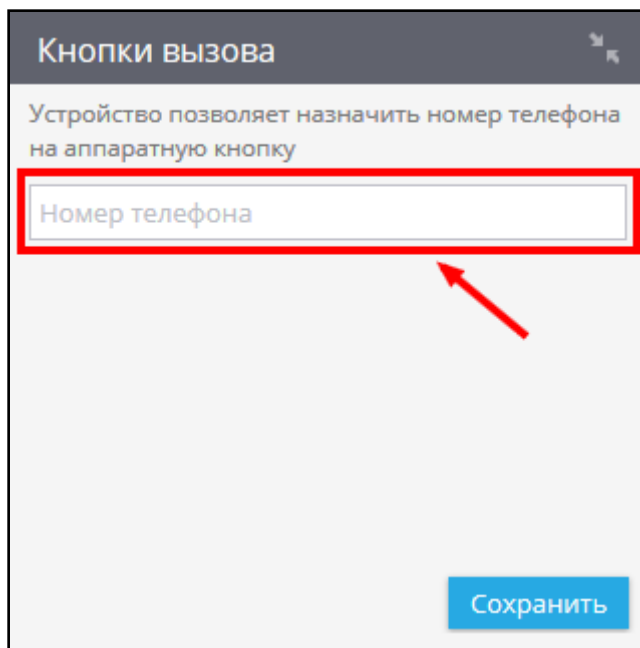 Кнопки вызова
Устройство позволяет назначить номер телефона
на аппаратную кнопку
Номер телефона
Сохранить